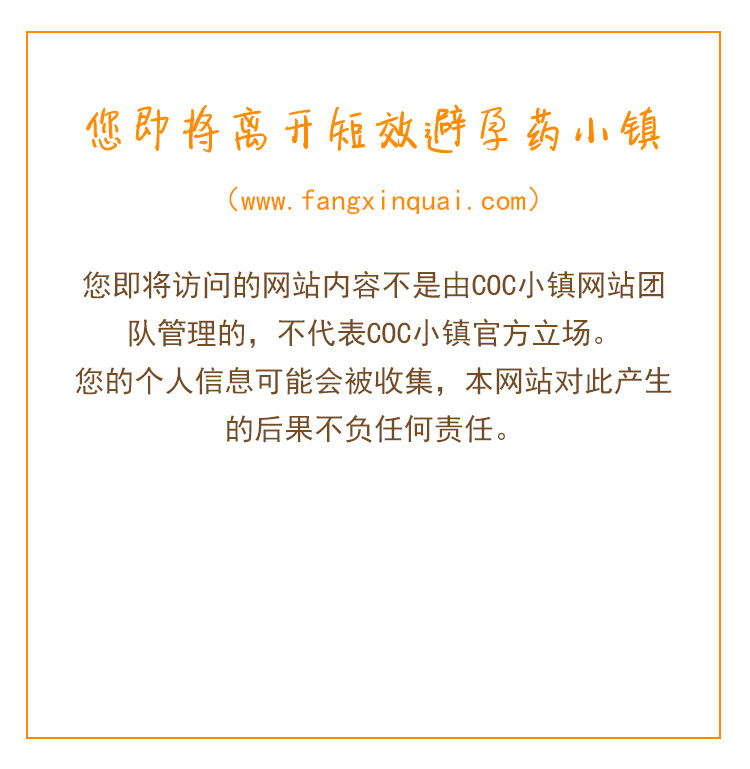 您即将离开短效避孕药小镇
（www.fangxinquai.com）
您即将访问的网站内容不是由COC小镇网站团
队管理的，不代表COC小镇官方立场。
您的个人信息可能会被收集，本网站对此产生
的后果不负任何责任。